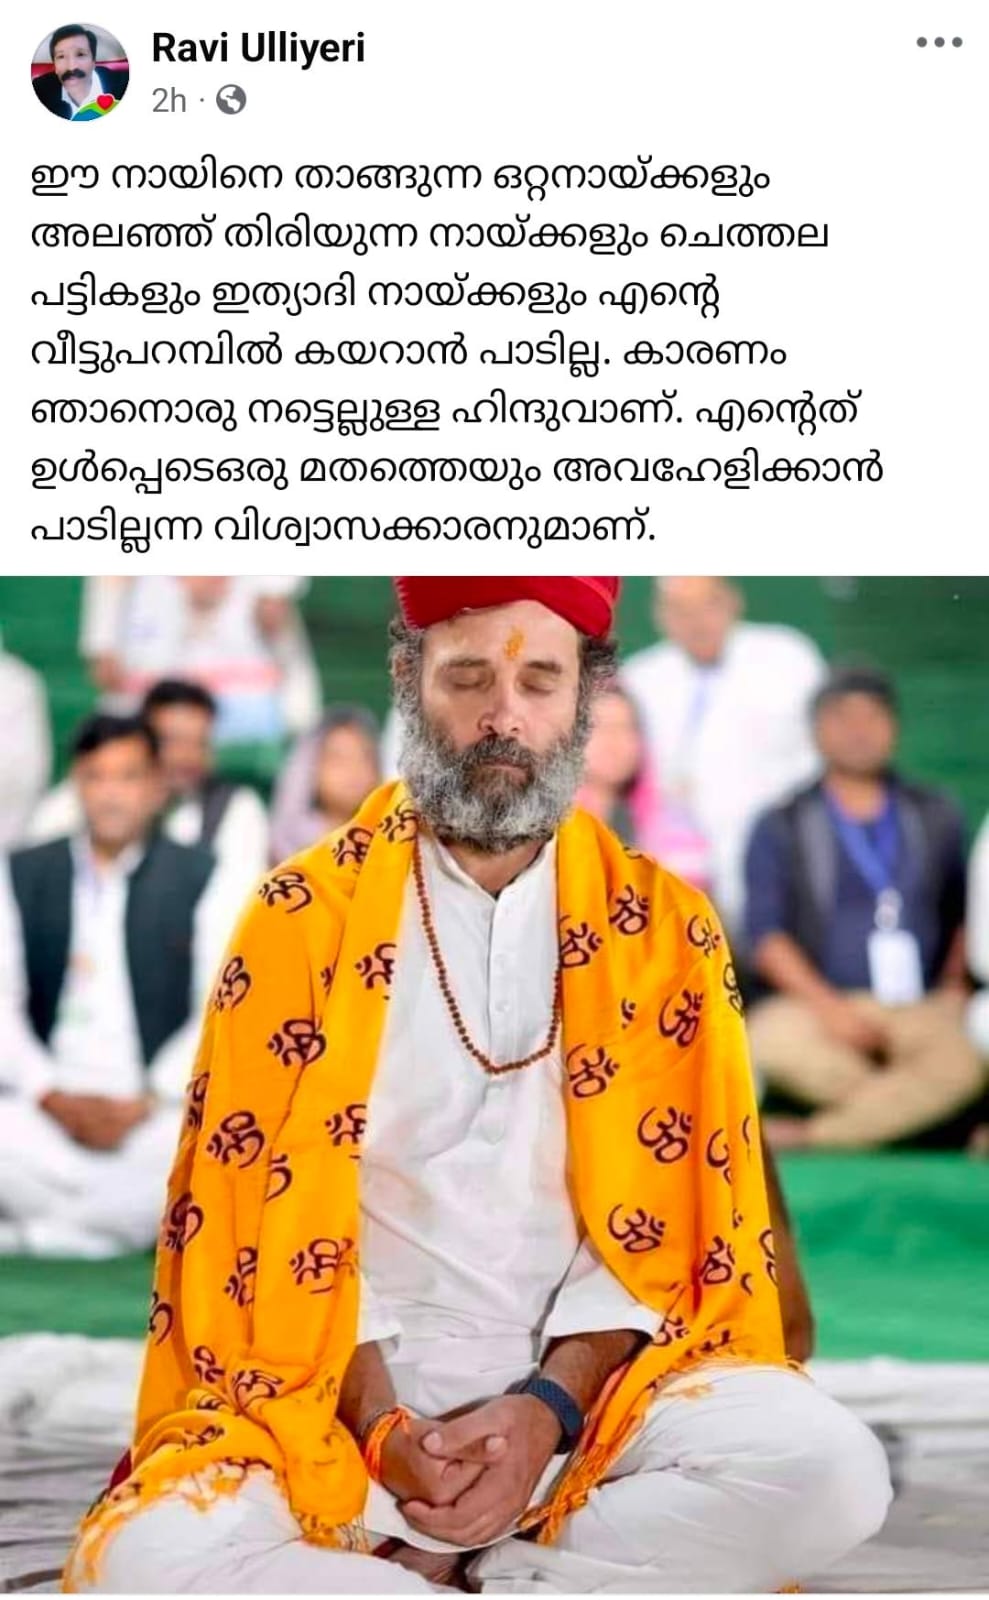 Ravi Ulliyeri
2h ·
ഈ നായിനെ താങ്ങുന്ന ഒറ്റനായ്ക്കളും
അലഞ്ഞ് തിരിയുന്ന നായ്ക്കളും ചെത്തല
പട്ടികളും ഇത്യാദി നായ്ക്കളും എന്റെ
വീട്ടുപറമ്പിൽ കയറാൻ പാടില്ല. കാരണം
ഞാനൊരു നട്ടെല്ലുള്ള ഹിന്ദുവാണ്. എന്റെത്
ഉൾപ്പെടെഒരു മതത്തെയും അവഹേളിക്കാൻ
പാടില്ലന്ന വിശ്വാസക്കാരനുമാണ്.